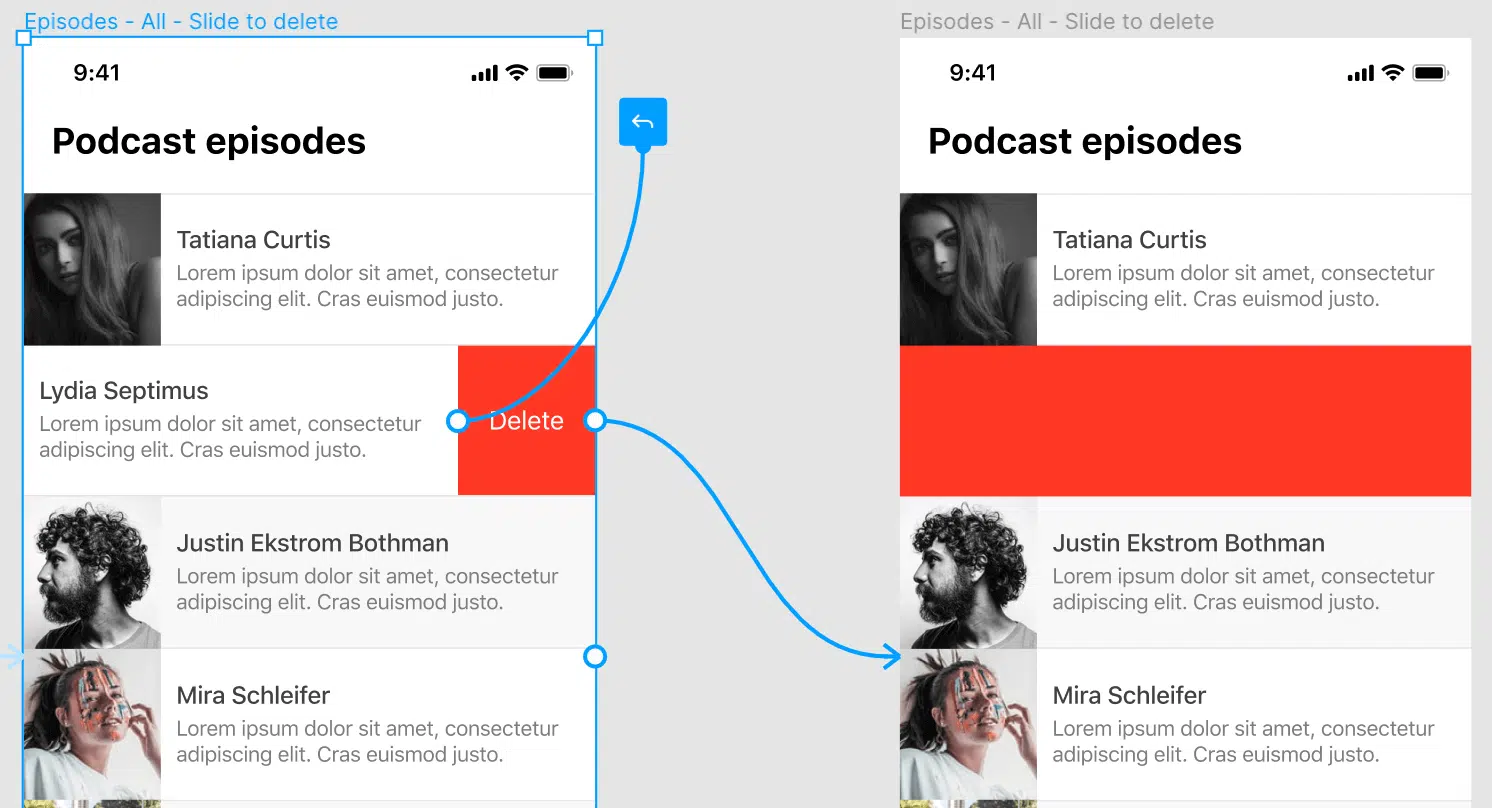 Episodes - All - Slide to delete
9:41
Podcast episodes
Tatiana Curtis
Lorem ipsum dolor sit amet, consectetur
adipiscing elit. Cras euismod justo.
Lydia Septimus
Lorem ipsum dolor sit amet, consectetur
adipiscing elit. Cras euismod justo.
Delete
Justin Ekstrom Bothman
Lorem ipsum dolor sit amet, consectetur
adipiscing elit. Cras euismod justo.
Mira Schleifer
Lorem ipsum dolor sit amet, consectetur
adipiscing elit. Cras euismod justo.
Episodes - All - Slide to delete
9:41
Podcast episodes
Tatiana Curtis
Lorem ipsum dolor sit amet, consectetur
adipiscing elit. Cras euismod justo.
Justin Ekstrom Bothman
Lorem ipsum dolor sit amet, consectetur
adipiscing elit. Cras euismod justo.
Mira Schleifer
Lorem ipsum dolor sit amet, consectetur
adipiscing elit. Cras euismod justo.